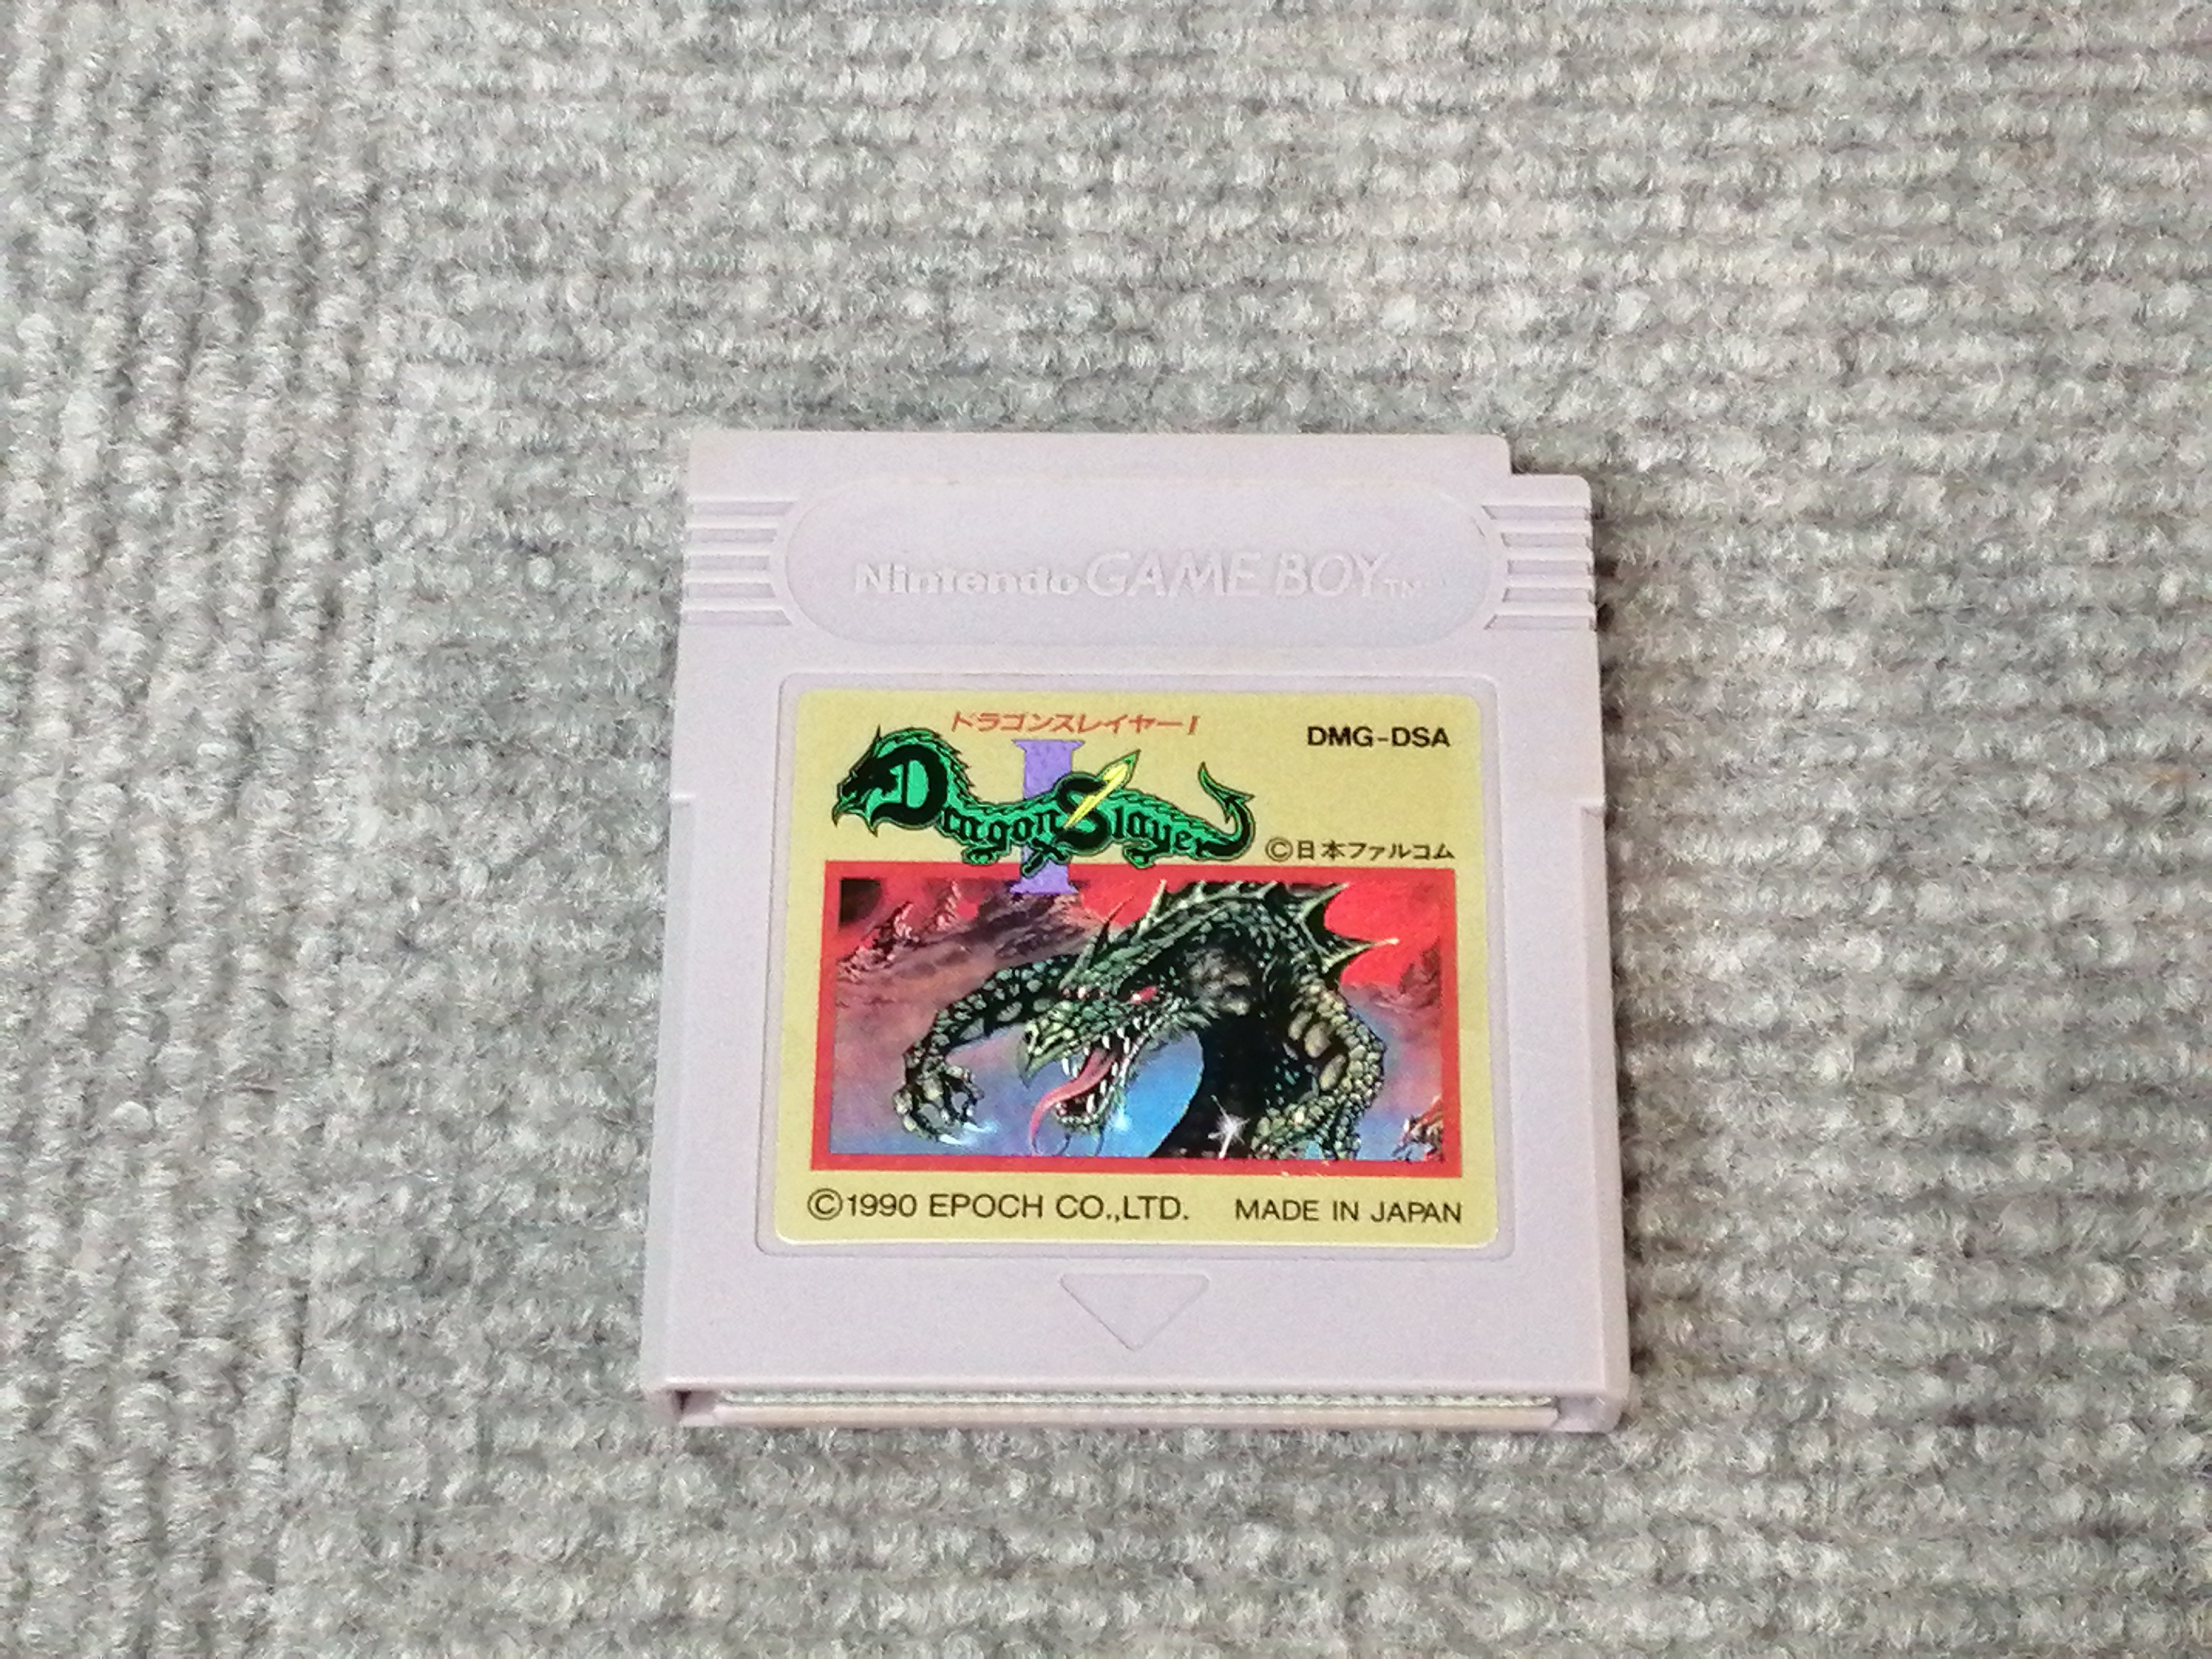 Nintendo GAME BOY TM
ドラゴンスレイヤーI
DMG-DSA
I
Dragon Slayer
©日本ファルコム
©1990 EPOCH CO.,LTD. MADE IN JAPAN